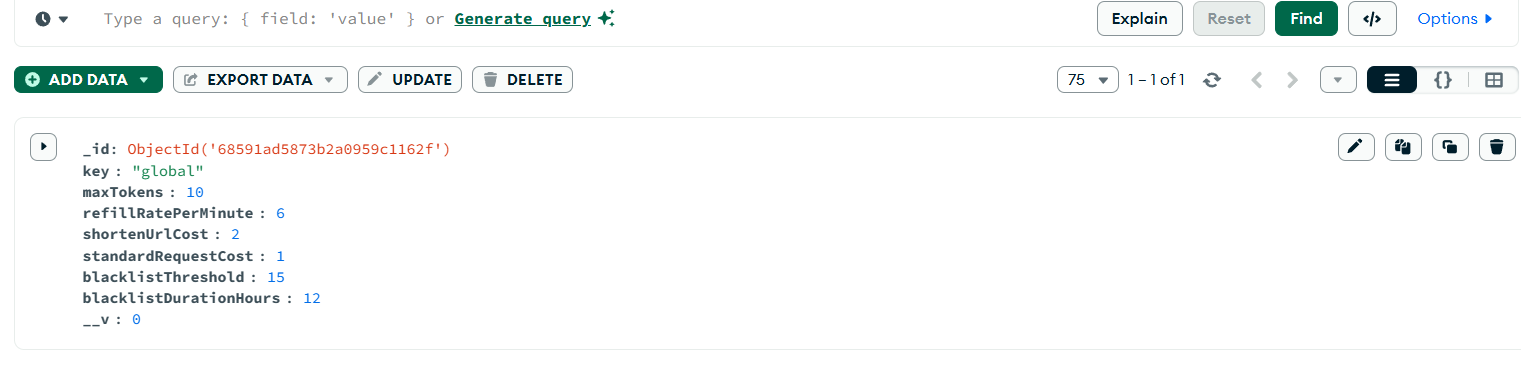 Type a query: { field: 'value' } or Generate query
Explain
Reset
Find
</>
Options
ADD DATA
EXPORT DATA
UPDATE
DELETE
75
1 – 1 of 1
{}
_id: ObjectId('68591ad5873b2a0959c1162f')
key : "global"
maxTokens : 10
refillRatePerMinute : 6
shortenUrlCost : 2
standardRequestCost : 1
blacklistThreshold : 15
blacklistDurationHours : 12
__v : 0